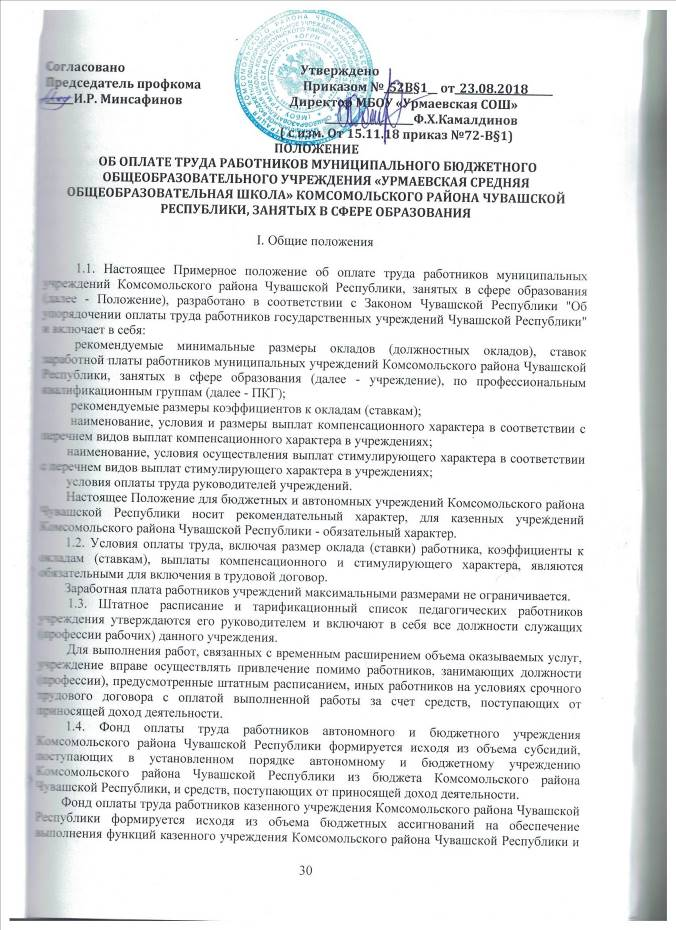 Согласовано Утверждено
Председатель профкома Приказом № 52В§1 от 23.08.2018
И.Р. Минсафинов Директор МБОУ «Урмаевская СОШ»
Ф.Х.Камалдинов
( с изм. От 15.11.18 приказ №72-В§1)
ПОЛОЖЕНИЕ
ОБ ОПЛАТЕ ТРУДА РАБОТНИКОВ МУНИЦИПАЛЬНОГО БЮДЖЕТНОГО
ОБЩЕОБРАЗОВАТЕЛЬНОГО УЧРЕЖДЕНИЯ «УРМАЕВСКАЯ СРЕДНЯЯ
ОБЩЕОБРАЗОВАТЕЛЬНАЯ ШКОЛА» КОМСОМОЛЬСКОГО РАЙОНА ЧУВАШСКОЙ
РЕСПУБЛИКИ, ЗАНЯТЫХ В СФЕРЕ ОБРАЗОВАНИЯ
I. Общие положения
1.1. Настоящее Примерное положение об оплате труда работников муниципальных
учреждений Комсомольского района Чувашской Республики, занятых в сфере образования
(далее - Положение), разработано в соответствии с Законом Чувашской Республики "Об
упорядочении оплаты труда работников государственных учреждений Чувашской Республики"
и включает в себя:
рекомендуемые минимальные размеры окладов (должностных окладов), ставок
заработной платы работников муниципальных учреждений Комсомольского района Чувашской
Республики, занятых в сфере образования (далее - учреждение), по профессиональным
квалификационным группам (далее - ПКГ);
рекомендуемые размеры коэффициентов к окладам (ставкам);
наименование, условия и размеры выплат компенсационного характера в соответствии с
перечнем видов выплат компенсационного характера в учреждениях;
наименование, условия осуществления выплат стимулирующего характера в соответствии
с перечнем видов выплат стимулирующего характера в учреждениях;
условия оплаты труда руководителей учреждений.
Настоящее Положение для бюджетных и автономных учреждений Комсомольского района
Чувашской Республики носит рекомендательный характер, для казенных учреждений
Комсомольского района Чувашской Республики - обязательный характер.
1.2. Условия оплаты труда, включая размер оклада (ставки) работника, коэффициенты к
окладам (ставкам), выплаты компенсационного и стимулирующего характера, являются
обязательными для включения в трудовой договор.
Заработная плата работников учреждений максимальными размерами не ограничивается.
1.3. Штатное расписание и тарификационный список педагогических работников
учреждения утверждаются его руководителем и включают в себя все должности служащих
(профессии рабочих) данного учреждения.
Для выполнения работ, связанных с временным расширением объема оказываемых услуг,
учреждение вправе осуществлять привлечение помимо работников, занимающих должности
(профессии), предусмотренные штатным расписанием, иных работников на условиях срочного
трудового договора с оплатой выполненной работы за счет средств, поступающих от
приносящей доход деятельности.
1.4. Фонд оплаты труда работников автономного и бюджетного учреждения
Комсомольского района Чувашской Республики формируется исходя из объема субсидий,
поступающих в установленном порядке автономному и бюджетному учреждению
Комсомольского района Чувашской Республики из бюджета Комсомольского района
Чувашской Республики, и средств, поступающих от приносящей доход деятельности.
Фонд оплаты труда работников казенного учреждения Комсомольского района Чувашской
Республики формируется исходя из объема бюджетных ассигнований на обеспечение
выполнения функций казенного учреждения Комсомольского района Чувашской Республики и
30